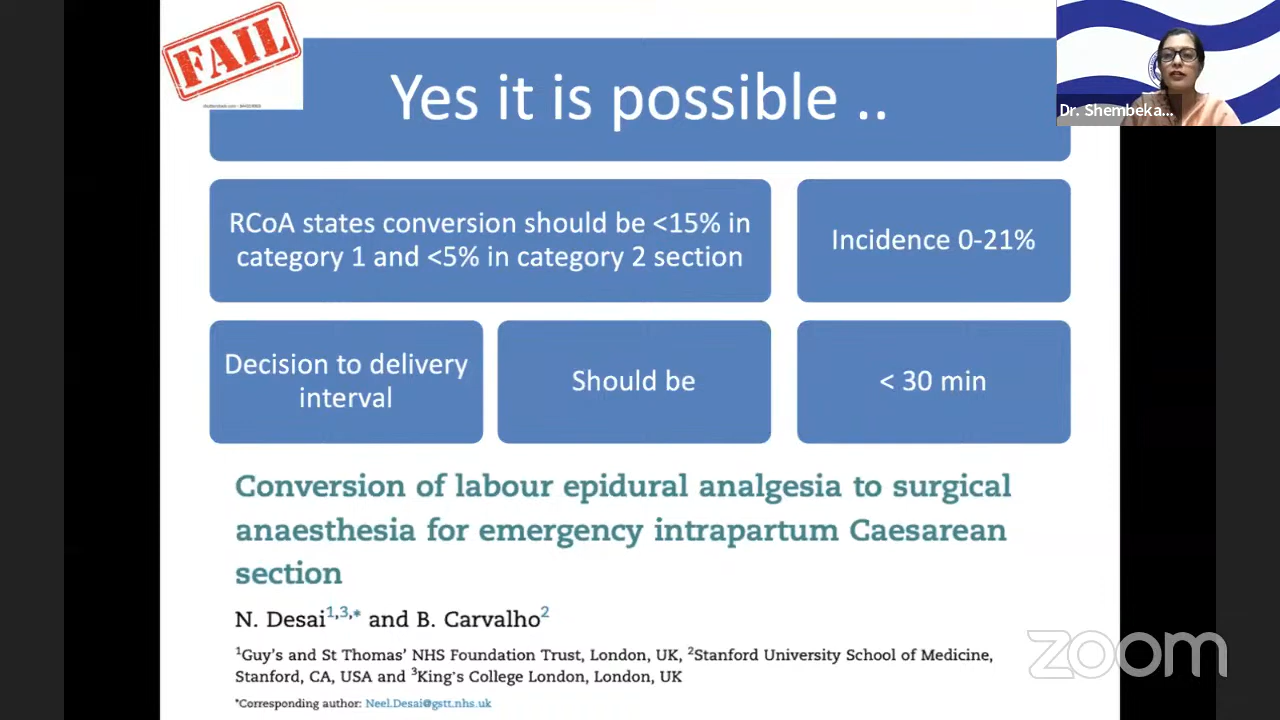 FAIL
Yes it is possible ..
Dr. Shembeka...
RCoA states conversion should be <15% in
category 1 and <5% in category 2 section
Incidence 0-21%
Decision to delivery
interval
Should be
< 30 min
Conversion of labour epidural analgesia to surgical
anaesthesia for emergency intrapartum Caesarean
section
N. Desai1,3,* and B. Carvalho2
1Guy's and St Thomas' NHS Foundation Trust, London, UK, 2Stanford University School of Medicine,
Stanford, CA, USA and 3King's College London, London, UK
*Corresponding author: Neel.Desai@gstt.nhs.uk
zoom